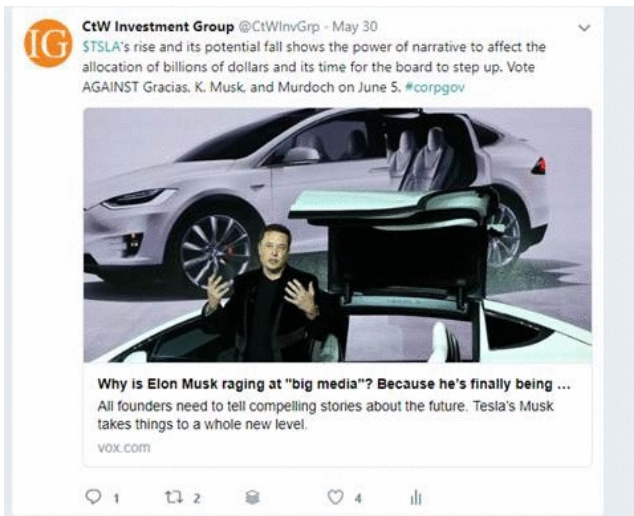 IG
CtW Investment Group @CtWInvGrp - May 30
$TSLA's rise and its potential fall shows the power of narrative to affect the
allocation of billions of dollars and its time for the board to step up. Vote
AGAINST Gracias, K. Musk, and Murdoch on June 5. #corpgov
Why is Elon Musk raging at "big media"? Because he's finally being ...
All founders need to tell compelling stories about the future. Tesla's Musk
takes things to a whole new level.
vox.com
1 2 4